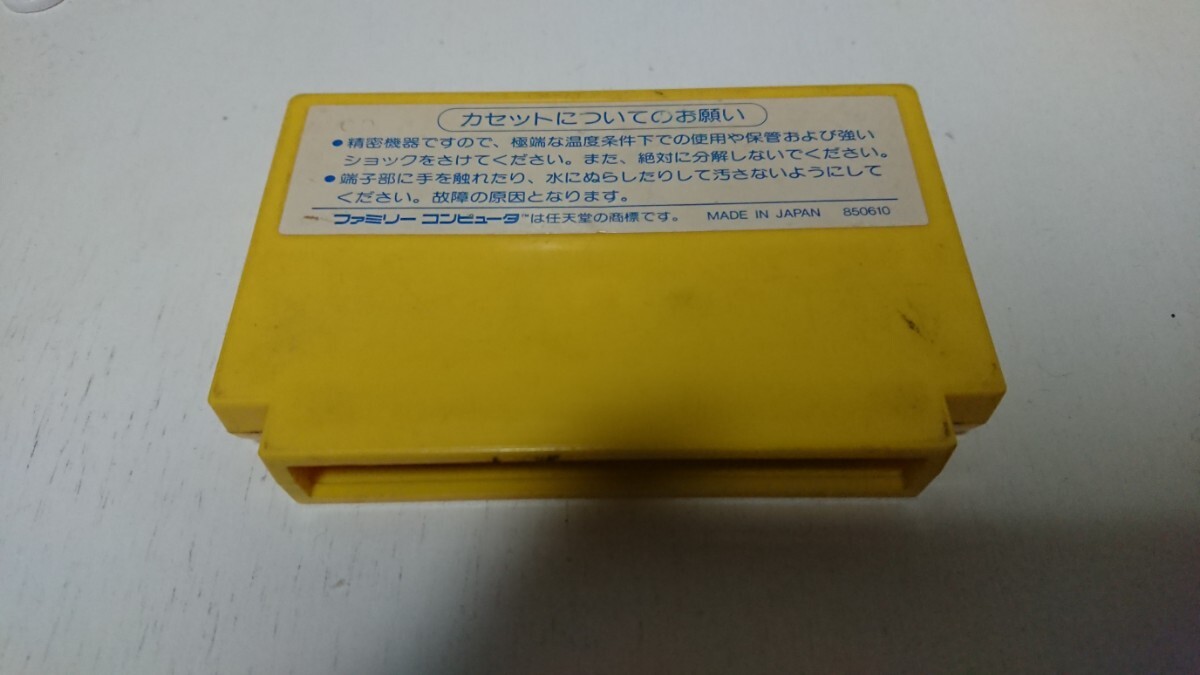 カセットについてのお願い
●精密機器ですので、極端な温度条件下での使用や保管および強い
ショックをさけてください。また、絶対に分解しないでください。
●端子部に手を触れたり、水にぬらしたりして汚さないようにして
ください。故障の原因となります。
ファミリー コンピュータ™は任天堂の商標です。 MADE IN JAPAN 850610